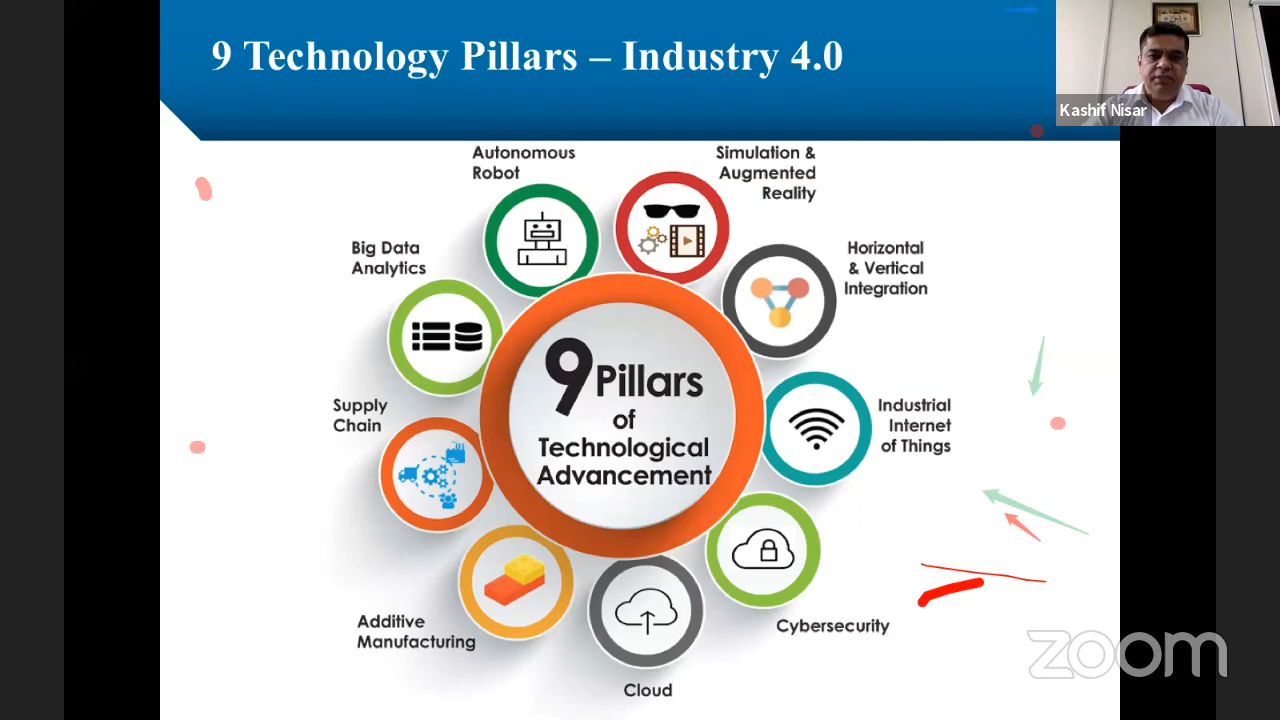 9 Technology Pillars – Industry 4.0
Kashif Nisar
Autonomous
Robot
Simulation &
Augmented
Reality
Big Data
Analytics
Horizontal
& Vertical
Integration
9 Pillars
of
Technological
Advancement
Supply
Chain
Industrial
Internet
of Things
Additive
Manufacturing
Cybersecurity
Cloud
zoom